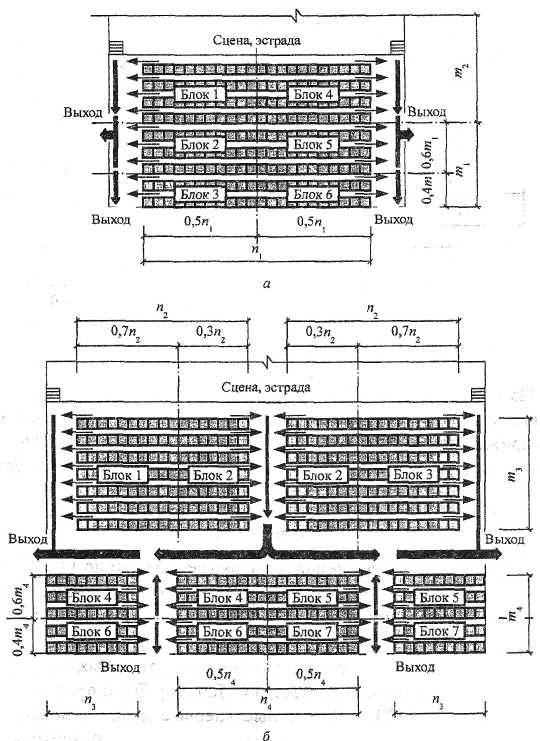 Сцена, эстрада
Блок 1 Блок 4
Выход Выход
Блок 2 Блок 5
Блок 3 Блок 6
Выход Выход
m2
0,6m1
0,4m
m1
0,5n1 0,5n1
n1
а
n2 n2
0,7n2 0,3n2 0,3n2 0,7n2
Сцена, эстрада
Блок 1 Блок 2 Блок 2 Блок 3
m3
Выход Выход
Блок 4 Блок 4 Блок 5 Блок 5
Блок 6 Блок 6 Блок 7 Блок 7
0,6m4
0,4m4
m4
Выход Выход
0,5n4 0,5n4
n3 n4 n3
б